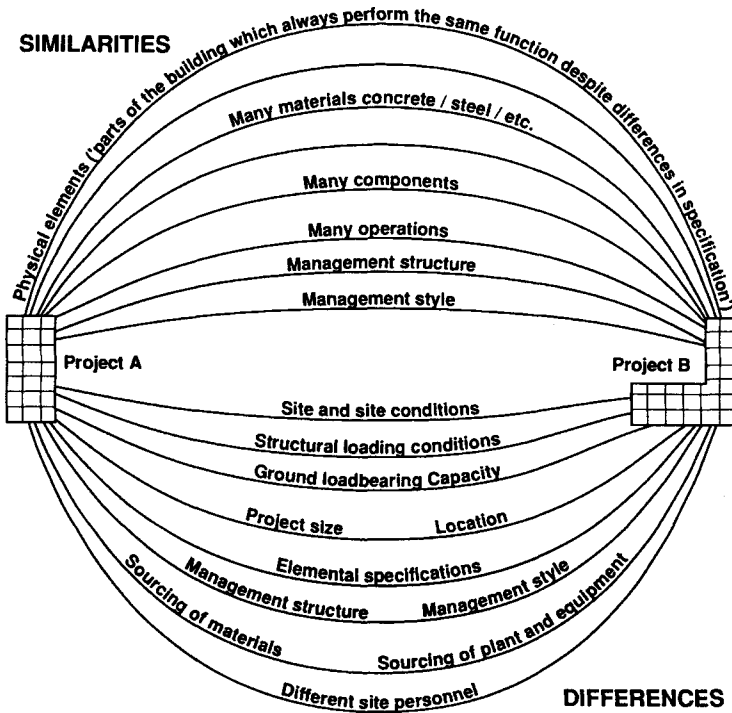 SIMILARITIES
Physical elements ('parts of the building which always perform the same function despite differences in specification')
Many materials concrete / steel / etc.
Many components
Many operations
Management structure
Management style
Project A
Project B
Site and site conditions
Structural loading conditions
Ground loadbearing Capacity
Project size
Location
Elemental specifications
Management structure
Management style
Sourcing of materials
Sourcing of plant and equipment
Different site personnel
DIFFERENCES